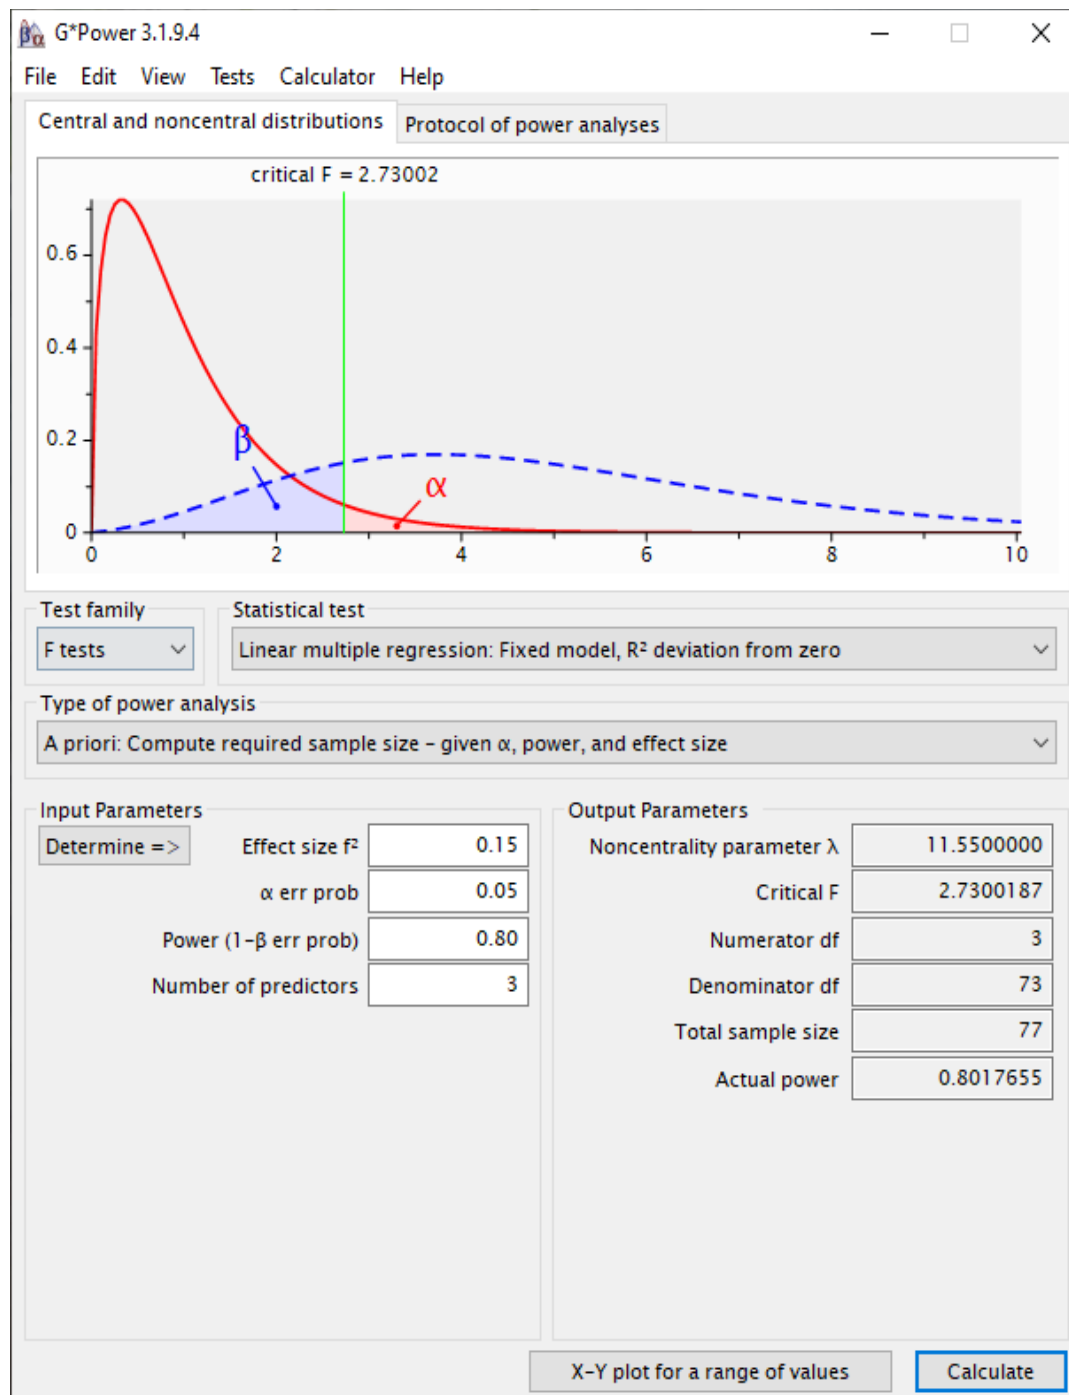 G*Power 3.1.9.4
File Edit View Tests Calculator Help
Central and noncentral distributions Protocol of power analyses
critical F = 2.73002
0.6
0.4
0.2
0
β
α
0 2 4 6 8 10
Test family Statistical test
F tests Linear multiple regression: Fixed model, R² deviation from zero
Type of power analysis
A priori: Compute required sample size – given α, power, and effect size
Input Parameters Output Parameters
Determine => Effect size f² 0.15 Noncentrality parameter λ 11.5500000
α err prob 0.05 Critical F 2.7300187
Power (1-β err prob) 0.80 Numerator df 3
Number of predictors 3 Denominator df 73
Total sample size 77
Actual power 0.8017655
X-Y plot for a range of values Calculate